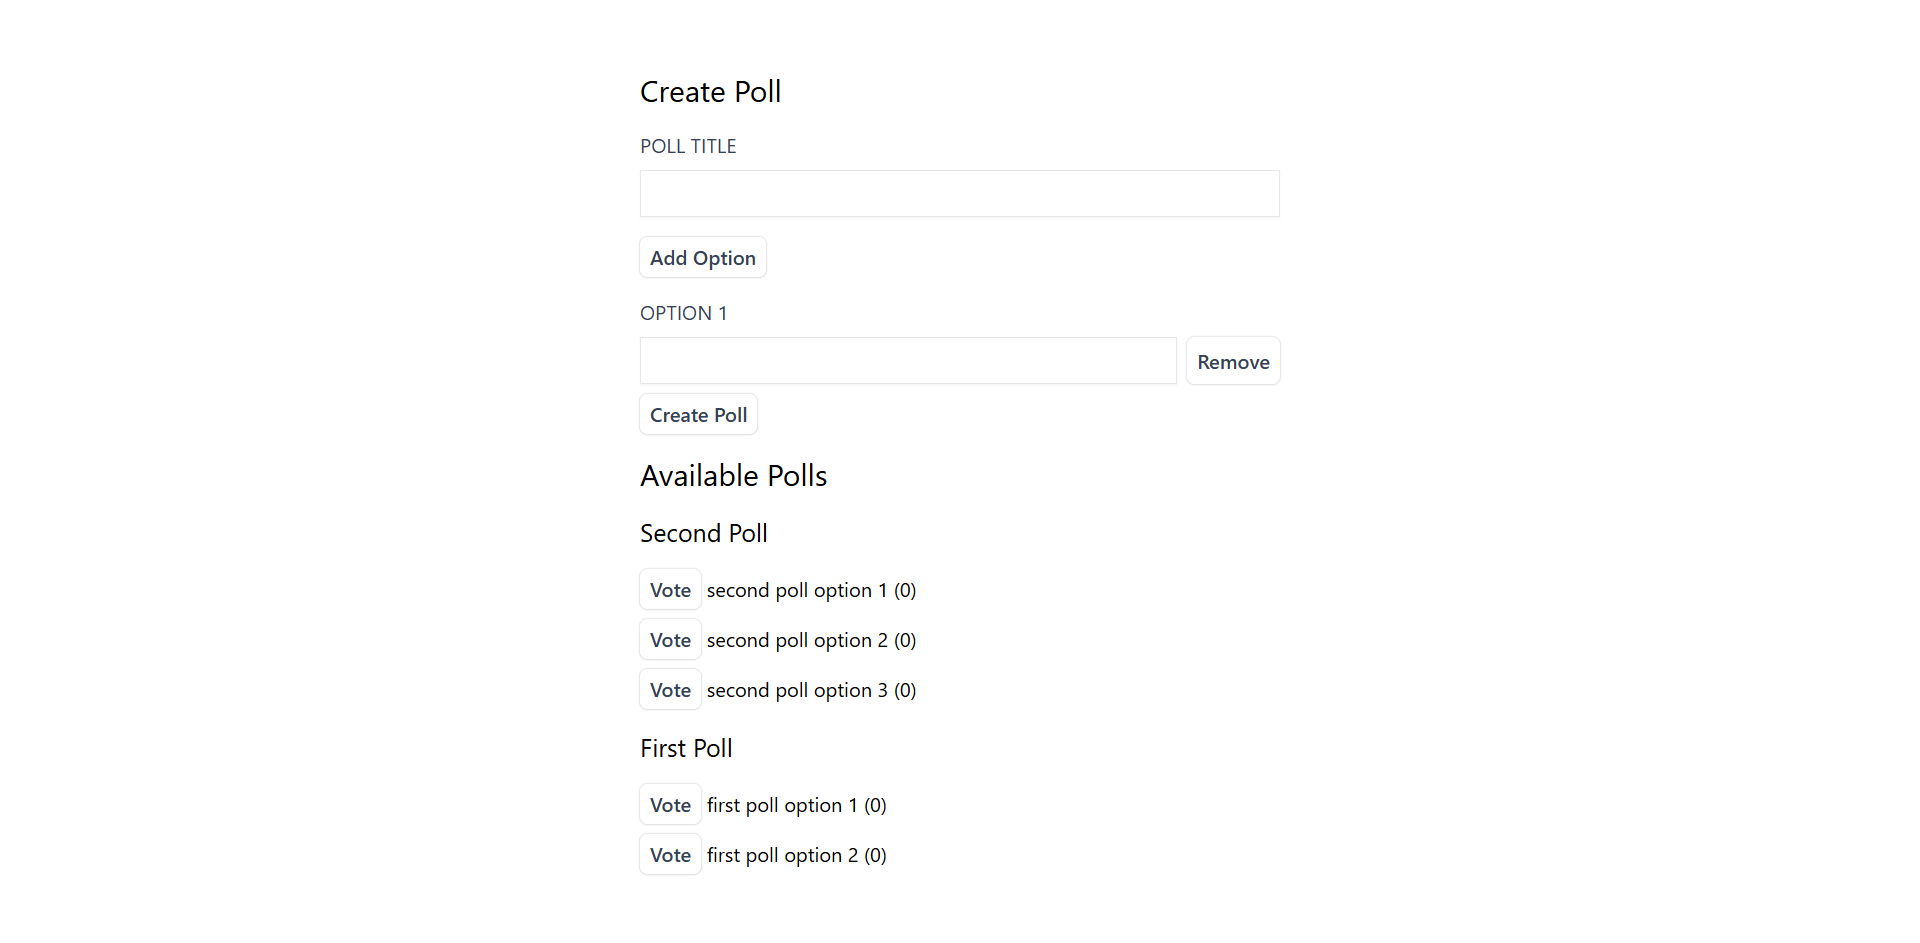 Create Poll
POLL TITLE
Add Option
OPTION 1
Remove
Create Poll
Available Polls
Second Poll
Vote second poll option 1 (0)
Vote second poll option 2 (0)
Vote second poll option 3 (0)
First Poll
Vote first poll option 1 (0)
Vote first poll option 2 (0)